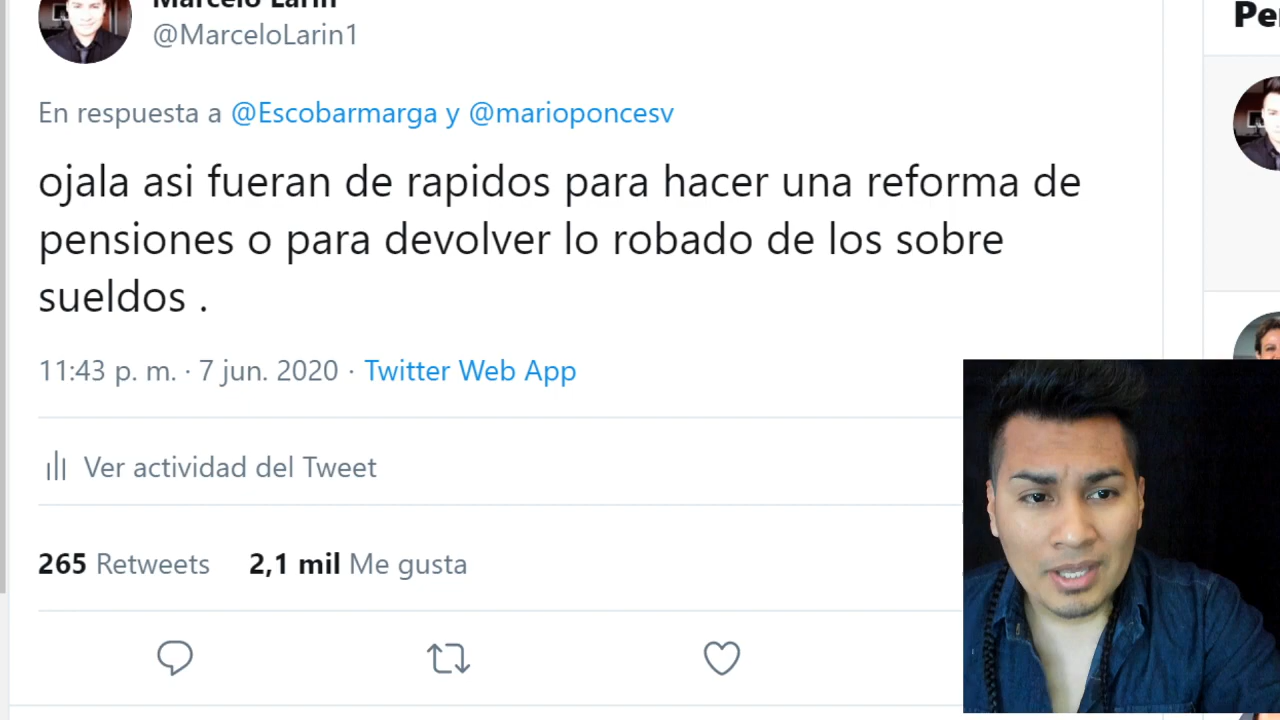 Marcelo Larin
@MarceloLarin1
En respuesta a @Escobarmarga y @marioponcesv
ojala asi fueran de rapidos para hacer una reforma de
pensiones o para devolver lo robado de los sobre
sueldos .
11:43 p. m. · 7 jun. 2020 · Twitter Web App
Ver actividad del Tweet
265 Retweets 2,1 mil Me gusta